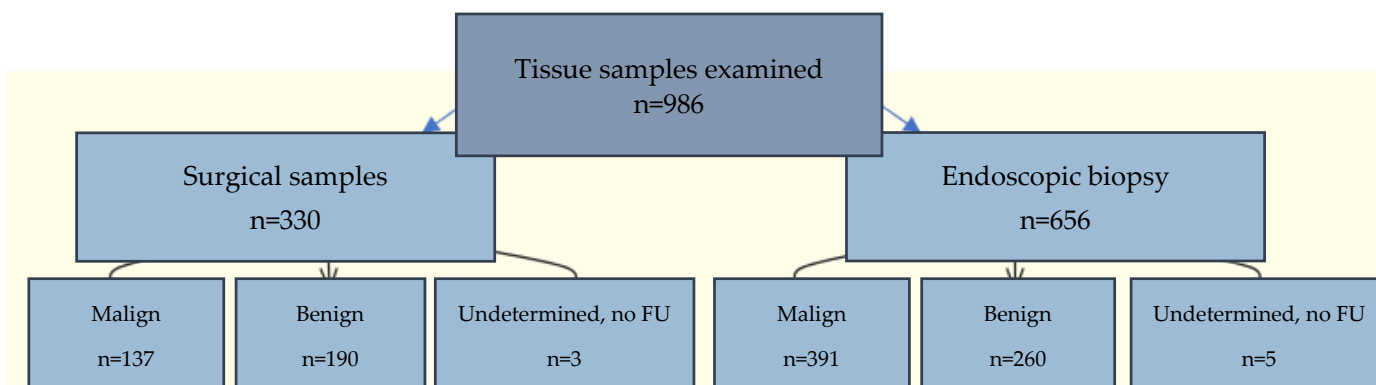 Tissue samples examined
n=986
Surgical samples
n=330
Endoscopic biopsy
n=656
Malign
n=137
Benign
n=190
Undetermined, no FU
n=3
Malign
n=391
Benign
n=260
Undetermined, no FU
n=5